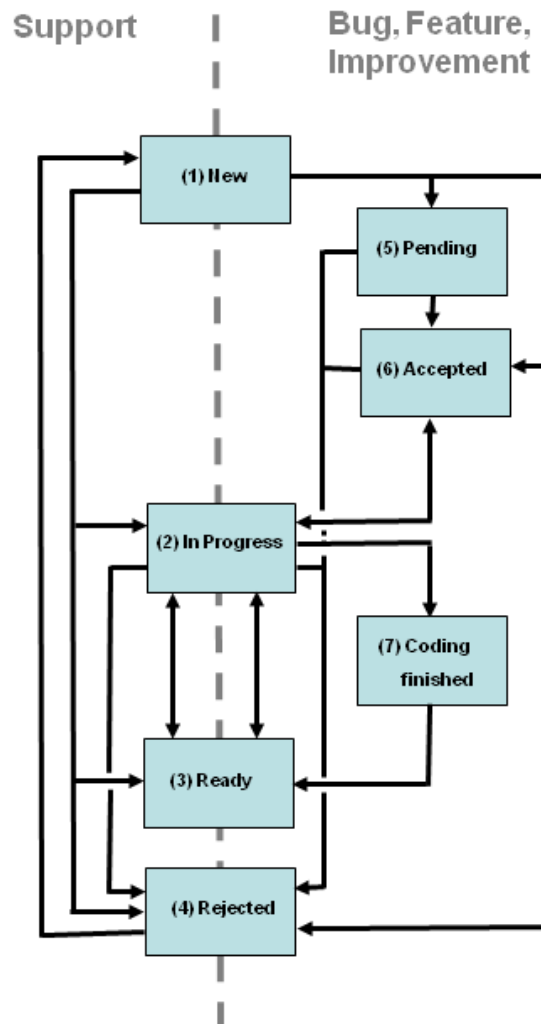 Support
Bug, Feature,
Improvement
(1) New
(5) Pending
(6) Accepted
(2) In Progress
(7) Coding
finished
(3) Ready
(4) Rejected